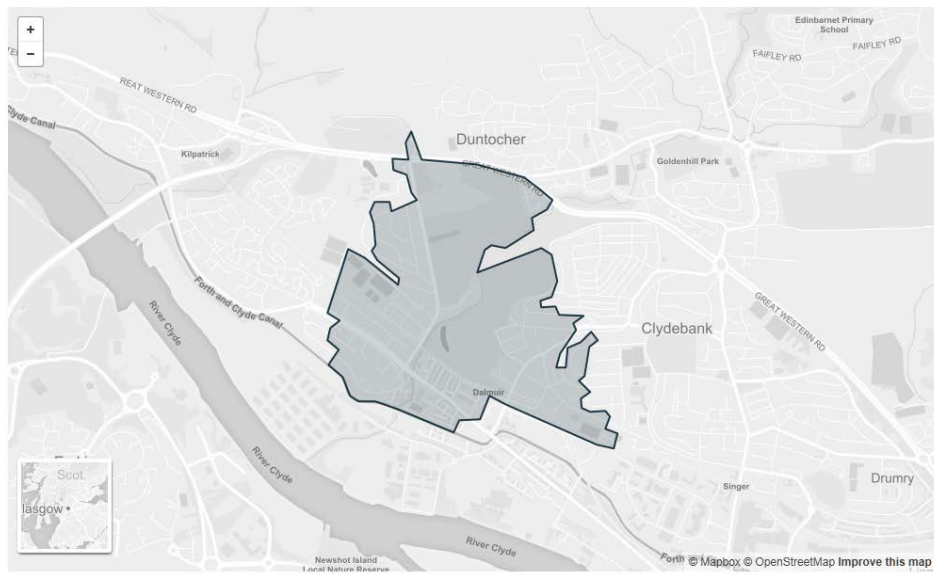 +
−
Edinbarnet Primary
School
FAIFLEY RD
FAIFLEY RD
REAT WESTERN RD
Clyde Canal
Duntocher
Kilpatrick
GREAT WESTERN RD
Goldenhill Park
Forth and Clyde Canal
River Clyde
GREAT WESTERN RD
Clydebank
Dalmuir
River Clyde
Scot.
lasgow
Singer
Drumry
River Clyde
Newshot Island
Local Nature Reserve
Forth
© Mapbox © OpenStreetMap Improve this map